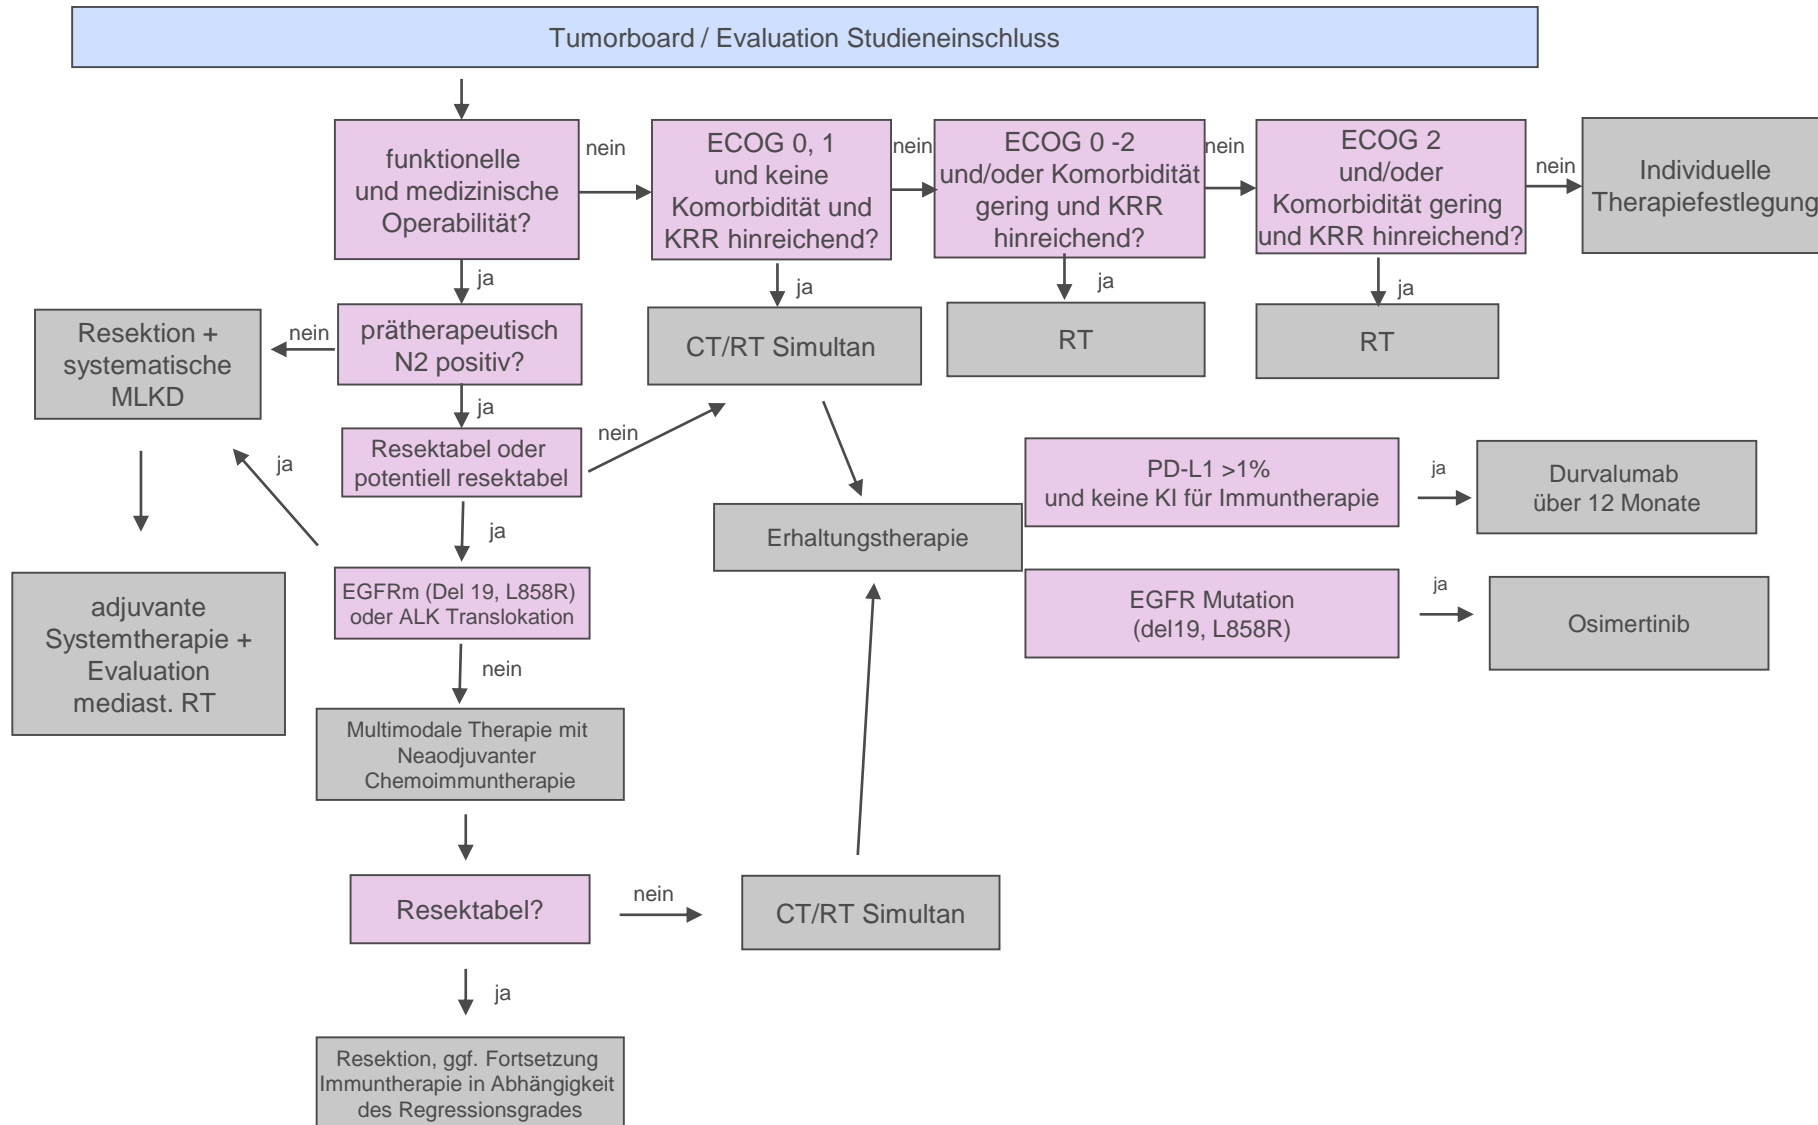 Tumorboard / Evaluation Studieneinschluss
funktionelle
und medizinische
Operabilität?
nein
ECOG 0, 1
und keine
Komorbidität und
KRR hinreichend?
nein
ECOG 0 -2
und/oder Komorbidität
gering und KRR
hinreichend?
nein
ECOG 2
und/oder
Komorbidität gering
und KRR hinreichend?
nein
Individuelle
Therapiefestlegung
ja
ja
ja
ja
Resektion +
systematische
MLKD
nein
prätherapeutisch
N2 positiv?
CT/RT Simultan
RT
RT
ja
Resektabel oder
potentiell resektabel
nein
ja
ja
PD-L1 >1%
und keine KI für Immuntherapie
ja
Durvalumab
über 12 Monate
Erhaltungstherapie
EGFR Mutation
(del19, L858R)
ja
Osimertinib
adjuvante
Systemtherapie +
Evaluation
mediast. RT
EGFRm (Del 19, L858R)
oder ALK Translokation
nein
Multimodale Therapie mit
Neaodjuvanter
Chemoimmuntherapie
Resektabel?
nein
CT/RT Simultan
ja
Resektion, ggf. Fortsetzung
Immuntherapie in Abhängigkeit
des Regressionsgrades